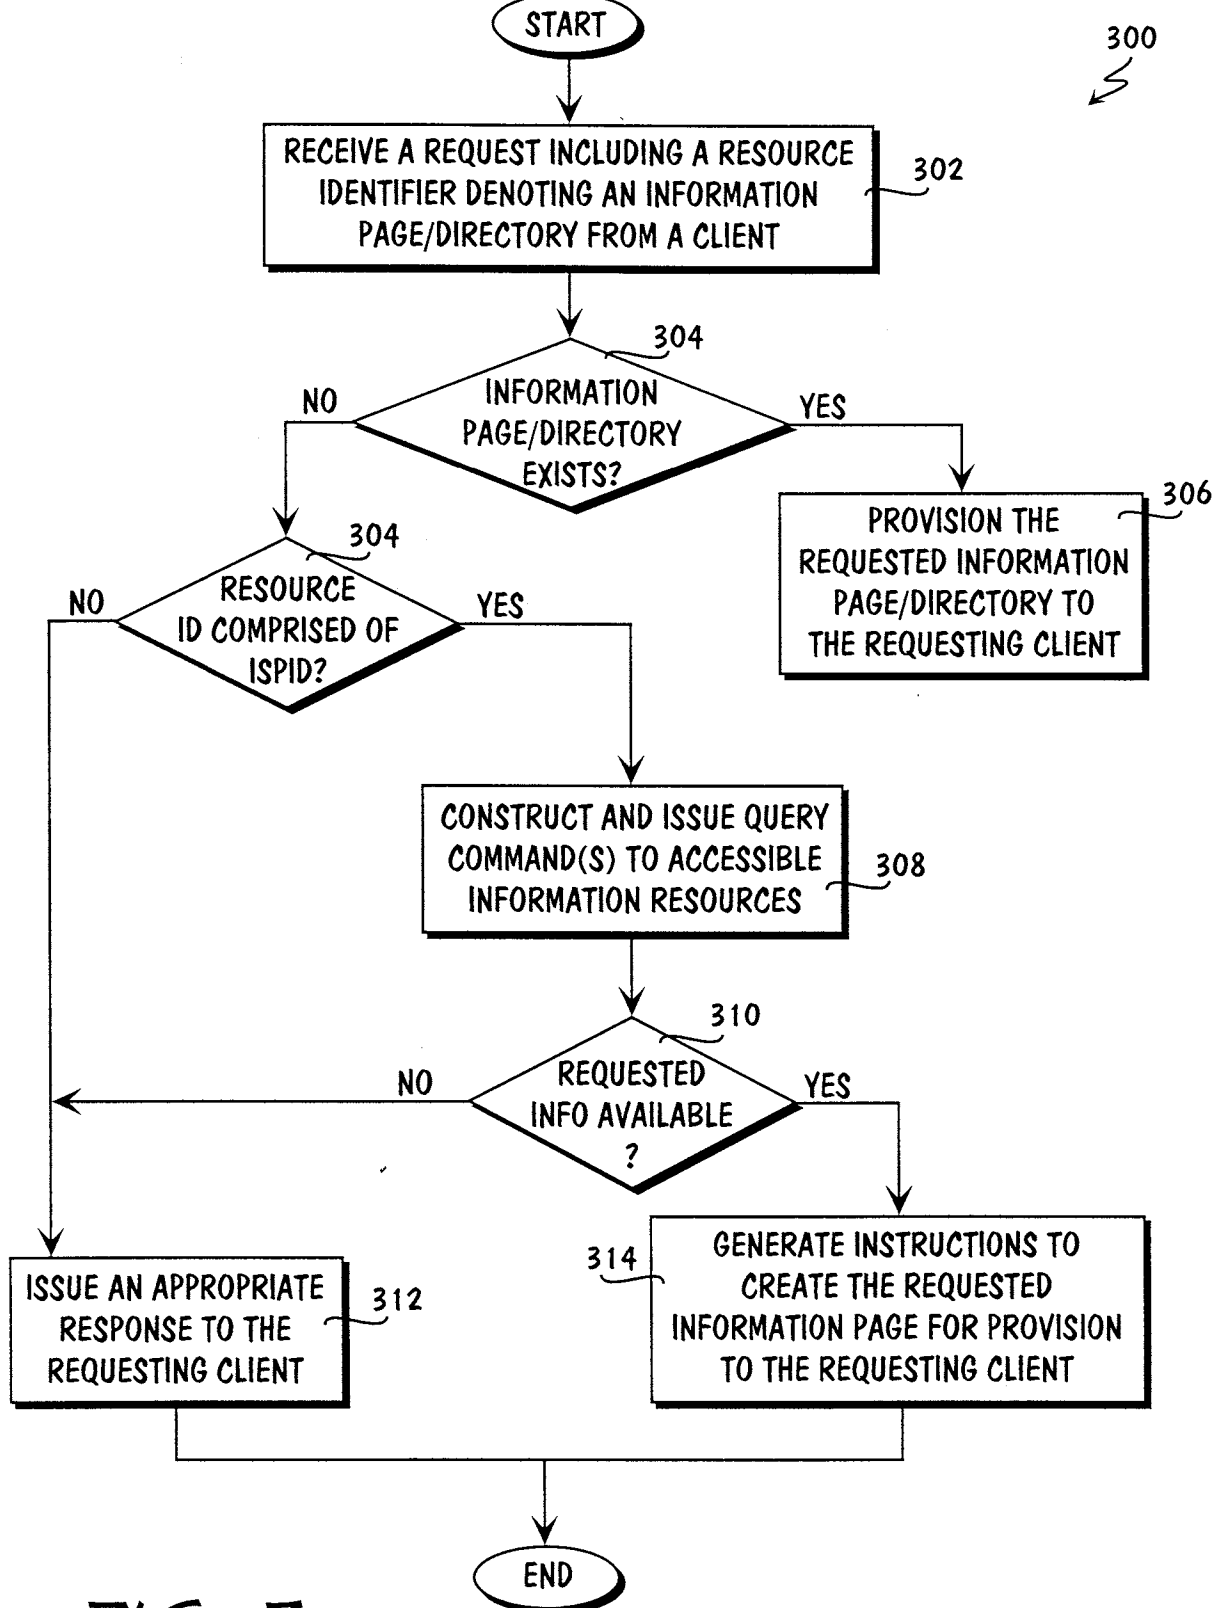 START
300
RECEIVE A REQUEST INCLUDING A RESOURCE
IDENTIFIER DENOTING AN INFORMATION
PAGE/DIRECTORY FROM A CLIENT
302
304
INFORMATION
PAGE/DIRECTORY
EXISTS?
NO
YES
306
PROVISION THE
REQUESTED INFORMATION
PAGE/DIRECTORY TO
THE REQUESTING CLIENT
304
RESOURCE
ID COMPRISED OF
ISPID?
NO
YES
CONSTRUCT AND ISSUE QUERY
COMMAND(S) TO ACCESSIBLE
INFORMATION RESOURCES
308
310
REQUESTED
INFO AVAILABLE
?
NO
YES
ISSUE AN APPROPRIATE
RESPONSE TO THE
REQUESTING CLIENT
312
314
GENERATE INSTRUCTIONS TO
CREATE THE REQUESTED
INFORMATION PAGE FOR PROVISION
TO THE REQUESTING CLIENT
END